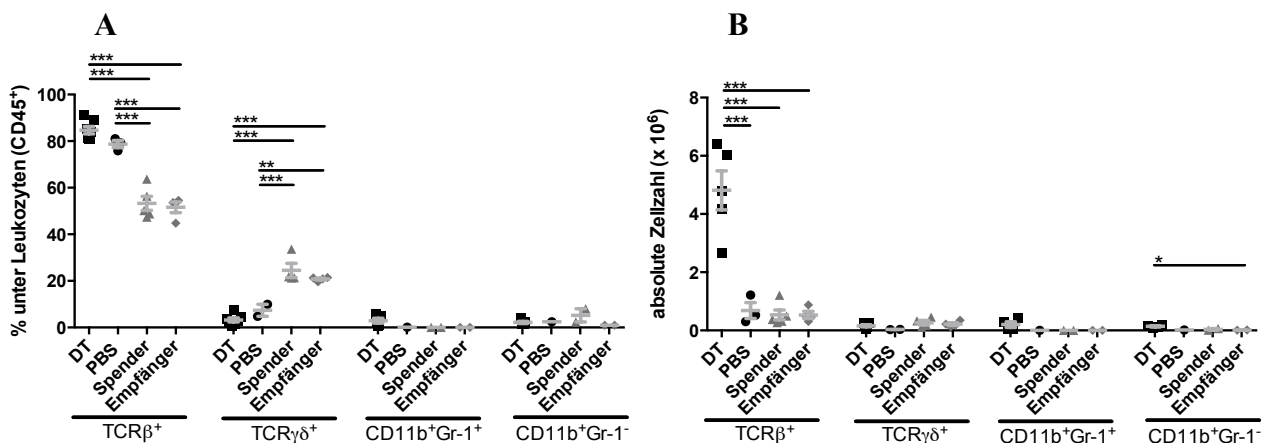 A
***
***
***
***
***
***
**
***
% unter Leukozyten (CD45⁺)
100
80
60
40
20
0
DT
PBS
Spender
Empfänger
DT
PBS
Spender
Empfänger
DT
PBS
Spender
Empfänger
DT
PBS
Spender
Empfänger
TCRβ⁺
TCRγδ⁺
CD11b⁺Gr-1⁺
CD11b⁺Gr-1⁻
B
***
***
***
*
absolute Zellzahl (x 10⁶)
8
6
4
2
0
DT
PBS
Spender
Empfänger
DT
PBS
Spender
Empfänger
DT
PBS
Spender
Empfänger
DT
PBS
Spender
Empfänger
TCRβ⁺
TCRγδ⁺
CD11b⁺Gr-1⁺
CD11b⁺Gr-1⁻